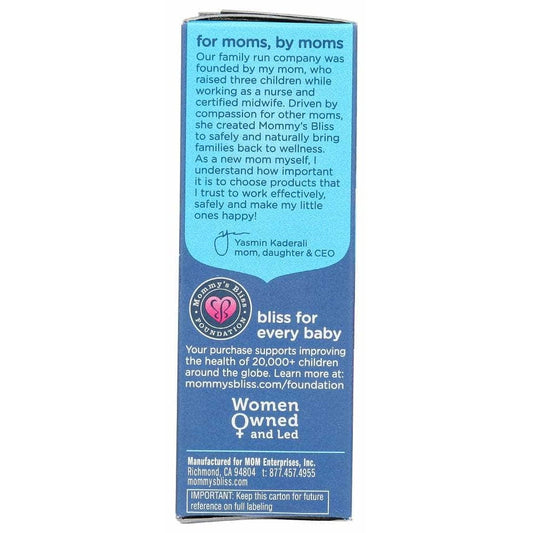 for moms, by moms
Our family run company was
founded by my mom, who
raised three children while
working as a nurse and
certified midwife. Driven by
compassion for other moms,
she created Mommy's Bliss
to safely and naturally bring
families back to wellness.
As a new mom myself, I
understand how important
it is to choose products that
I trust to work effectively,
safely and make my little
ones happy!
Yasmin Kaderali
mom, daughter & CEO
Mommy's Bliss
FOUNDATION
bliss for
every baby
Your purchase supports improving
the health of 20,000+ children
around the globe. Learn more at:
mommysbliss.com/foundation
Women
Owned
and Led
Manufactured for MOM Enterprises, Inc.
Richmond, CA 94804 t: 877.457.4955
mommysbliss.com
IMPORTANT: Keep this carton for future
reference on full labeling